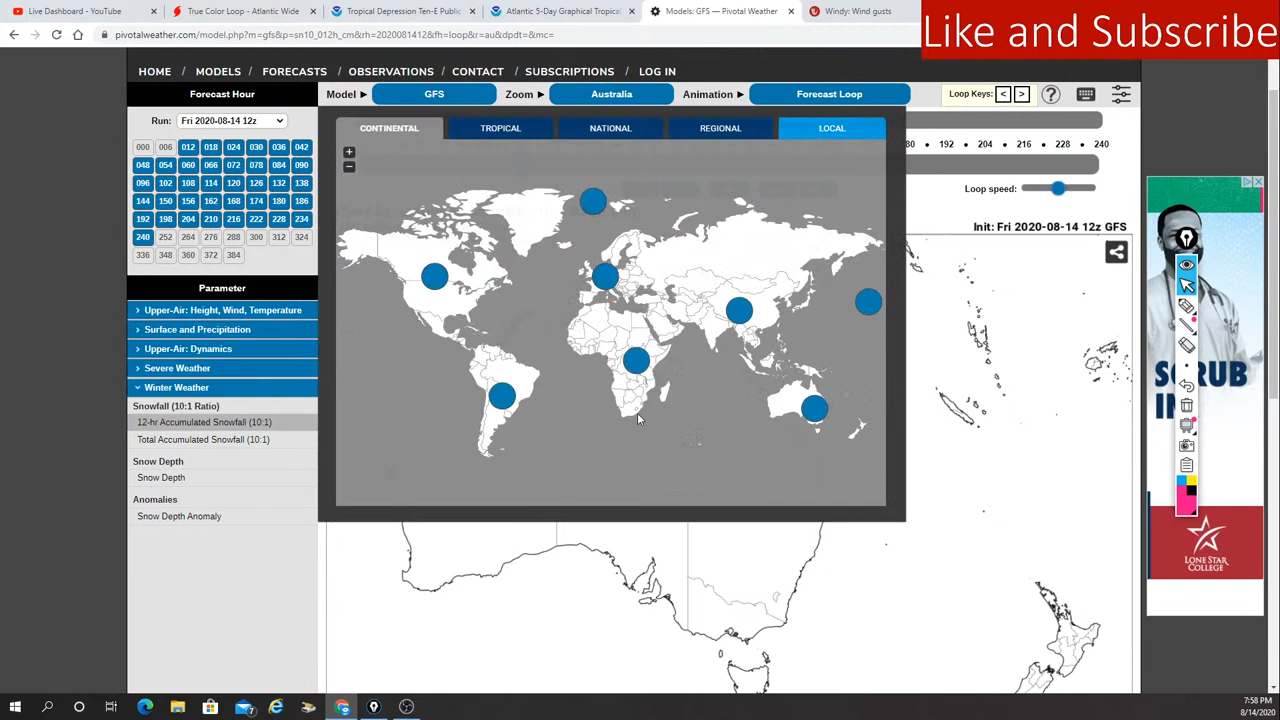 Live Dashboard - YouTube
True Color Loop - Atlantic Wide
Tropical Depression Ten-E Public
Atlantic 5-Day Graphical Tropical
Models: GFS — Pivotal Weather
Windy: Wind gusts
Like and Subscribe
pivotalweather.com/model.php?m=gfs&p=sn10_012h_cm&rh=2020081412&fh=loop&r=au&dpdt=&mc=
HOME / MODELS / FORECASTS / OBSERVATIONS / CONTACT / SUBSCRIPTIONS / LOG IN
Forecast Hour
Model GFS Zoom Australia Animation Forecast Loop Loop Keys: < > ?
Run: Fri 2020-08-14 12z
CONTINENTAL TROPICAL NATIONAL REGIONAL LOCAL
000 006 012 018 024 030 036 042
048 054 060 066 072 078 084 090
096 102 108 114 120 126 132 138
144 150 156 162 168 174 180 186
192 198 204 210 216 222 228 234
240 252 264 276 288 300 312 324
336 348 360 372 384
180 192 204 216 228 240
Loop speed:
Init: Fri 2020-08-14 12z GFS
Parameter
Upper-Air: Height, Wind, Temperature
Surface and Precipitation
Upper-Air: Dynamics
Severe Weather
Winter Weather
Snowfall (10:1 Ratio)
12-hr Accumulated Snowfall (10:1)
Total Accumulated Snowfall (10:1)
Snow Depth
Snow Depth
Anomalies
Snow Depth Anomaly
SCRUB
IN
LONE STAR
COLLEGE
7:58 PM
8/14/2020